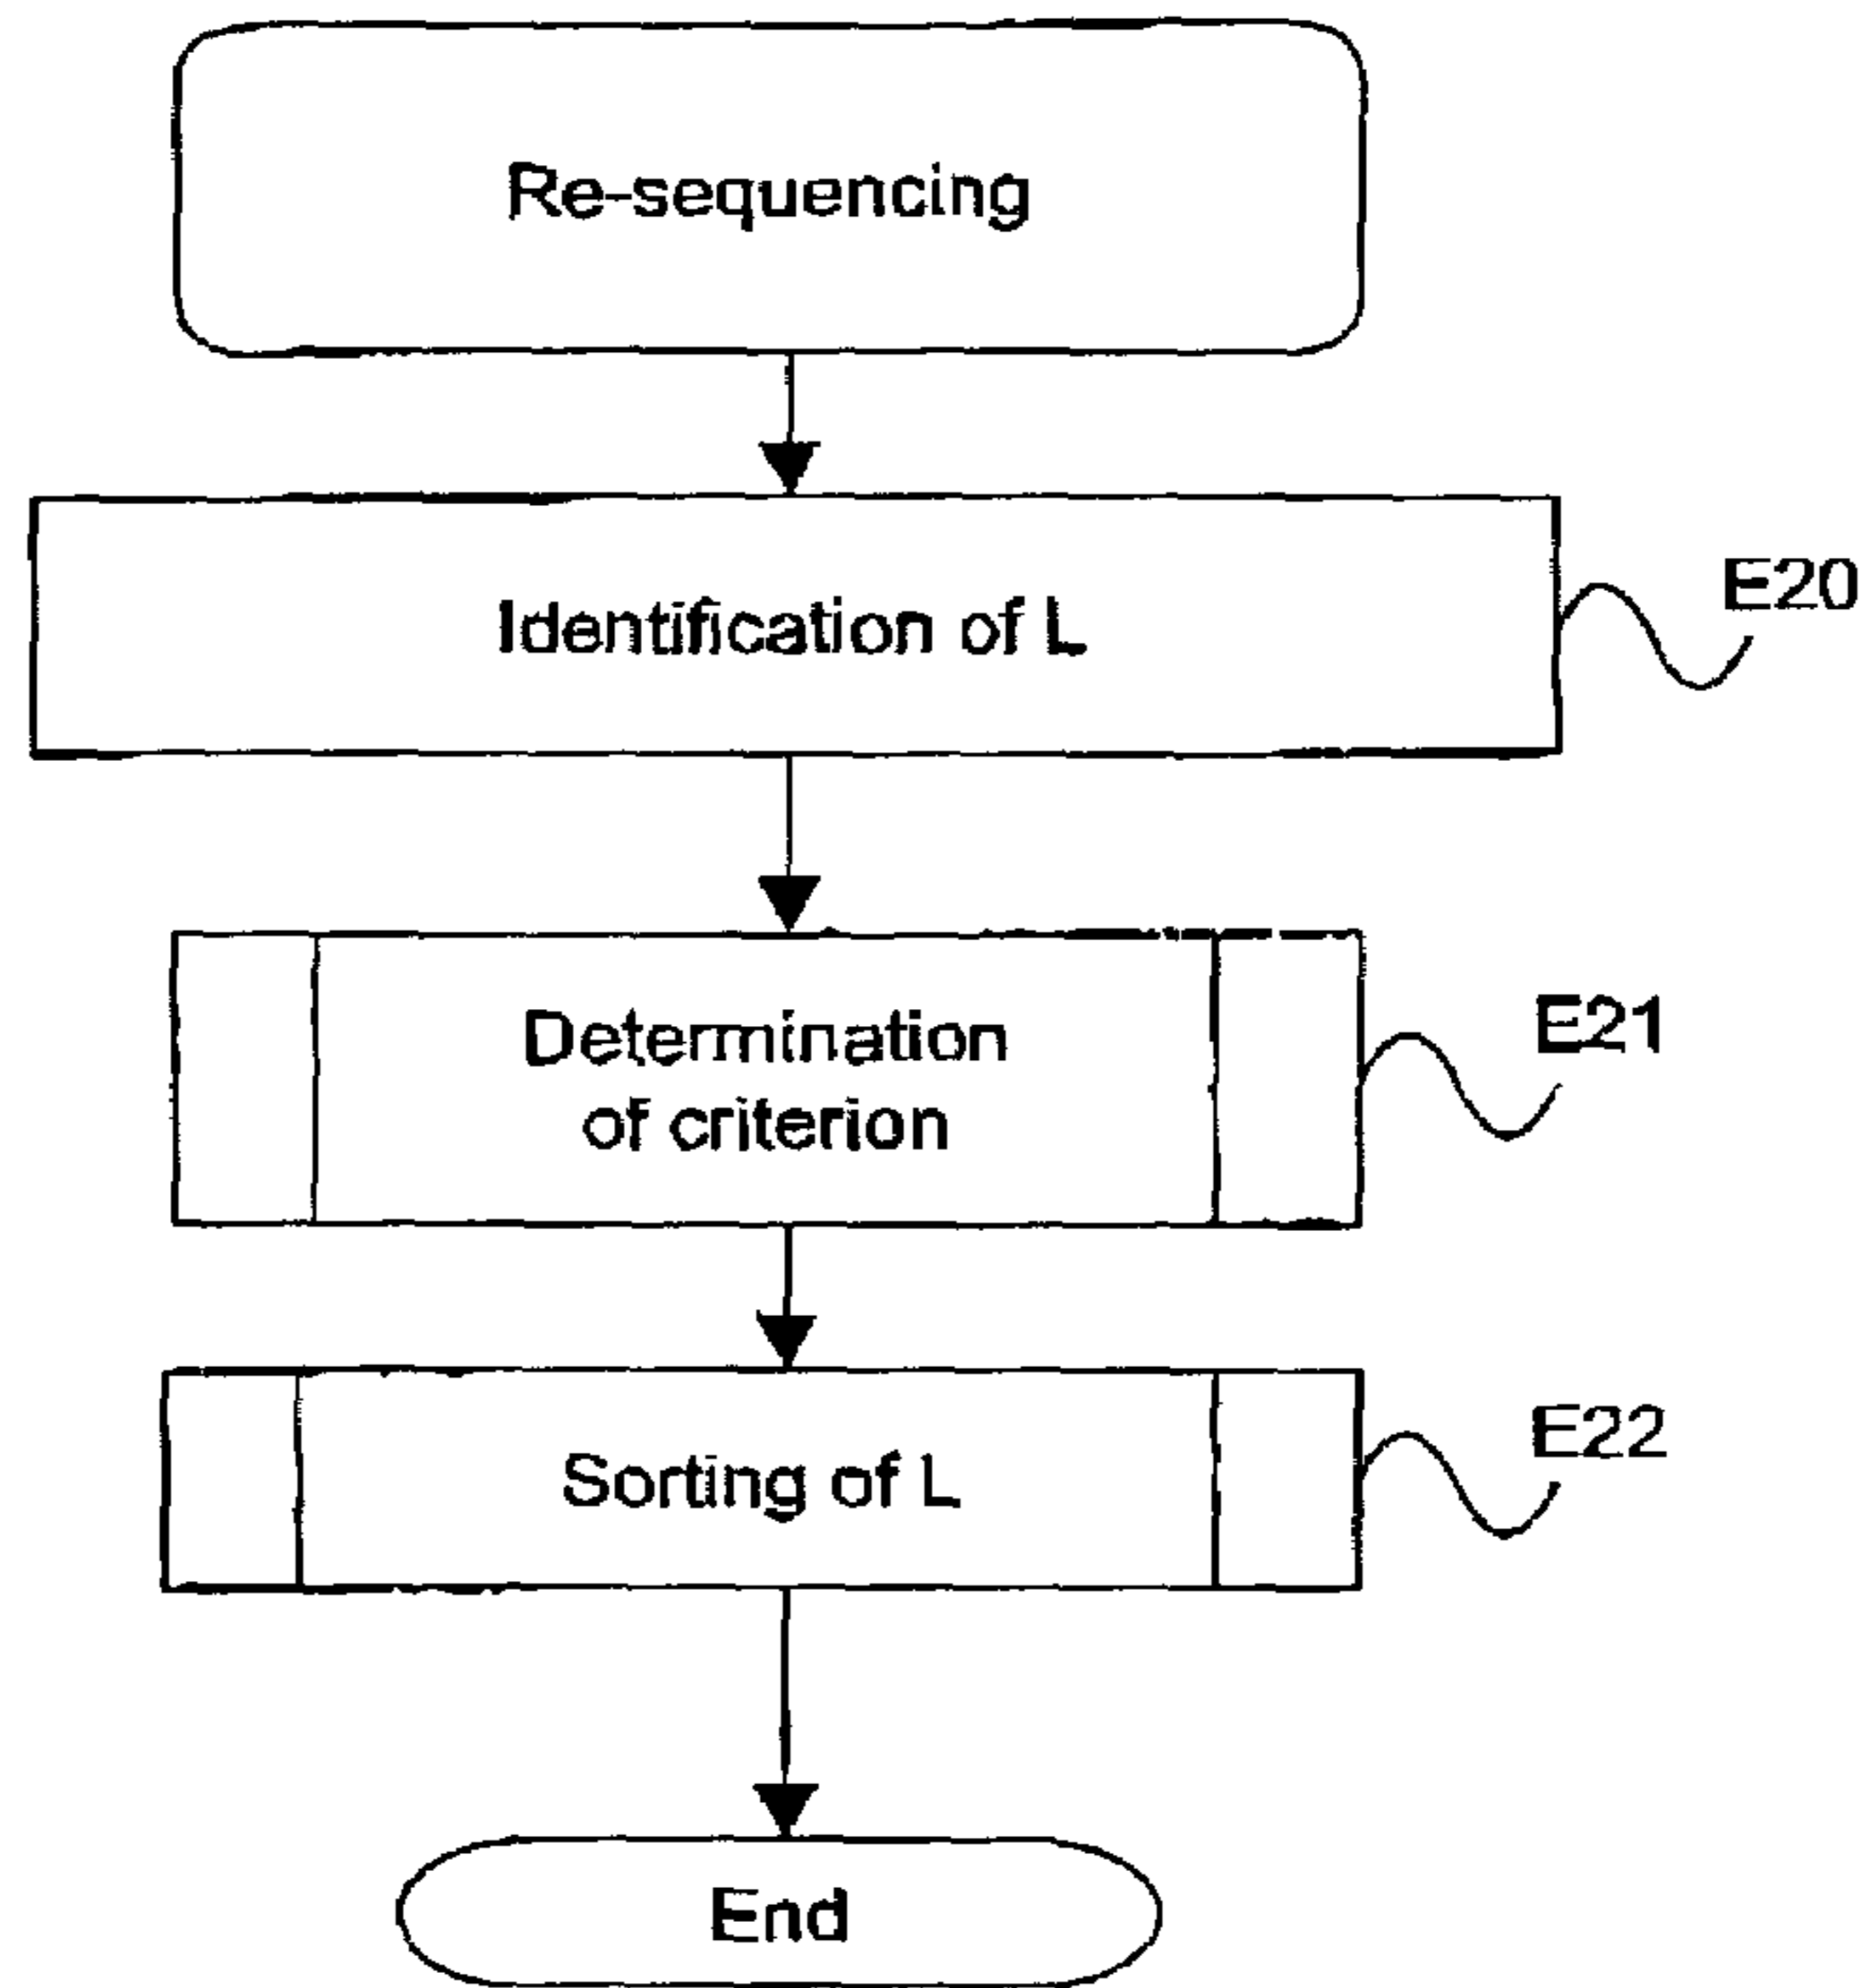 Re-sequencing
Identification of L
E20
Determination
of criterion
E21
Sorting of L
E22
End